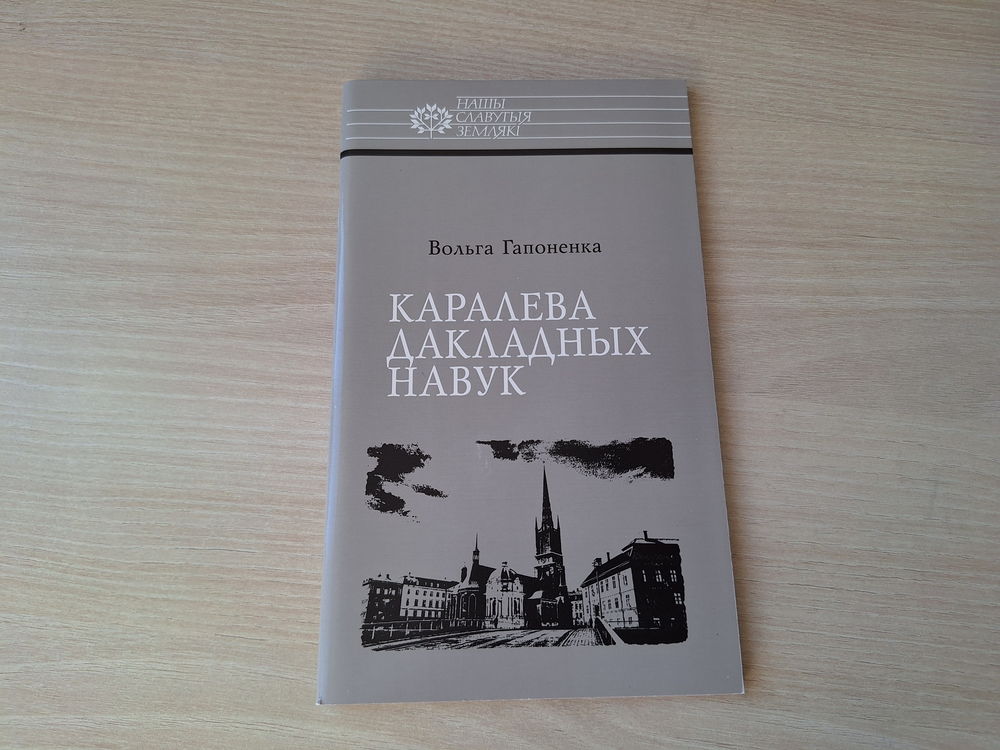 НАШЫ
СЛАВУТЫЯ
ЗЕМЛЯКІ
Вольга Гапоненка
КАРАЛЕВА
ДАКЛАДНЫХ
НАВУК